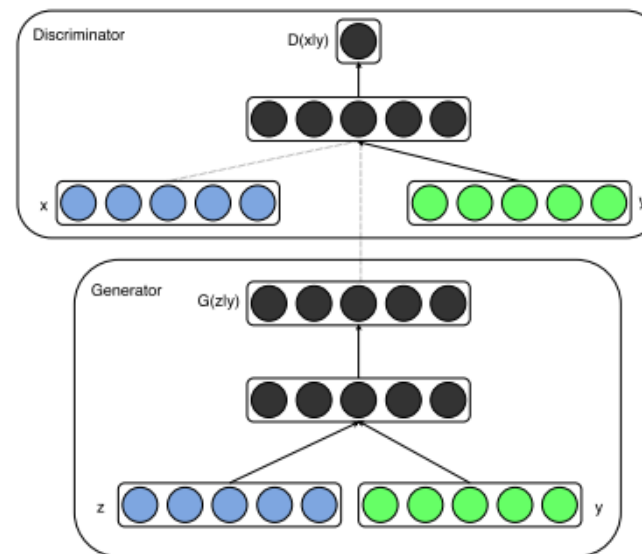 Discriminator
D(x|y)
x
y
Generator
G(z|y)
z
y